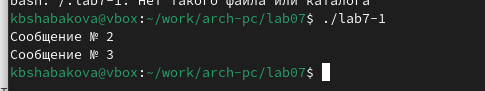 bash: ./lab7-1: Нет такого файла или каталога
kbshabakova@vbox:~/work/arch-pc/lab07$ ./lab7-1
Сообщение № 2
Сообщение № 3
kbshabakova@vbox:~/work/arch-pc/lab07$